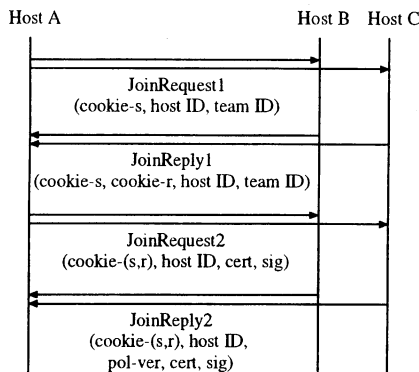 Host A Host B Host C
JoinRequest1
(cookie-s, host ID, team ID)
JoinReply1
(cookie-s, cookie-r, host ID, team ID)
JoinRequest2
(cookie-(s,r), host ID, cert, sig)
JoinReply2
(cookie-(s,r), host ID,
pol-ver, cert, sig)